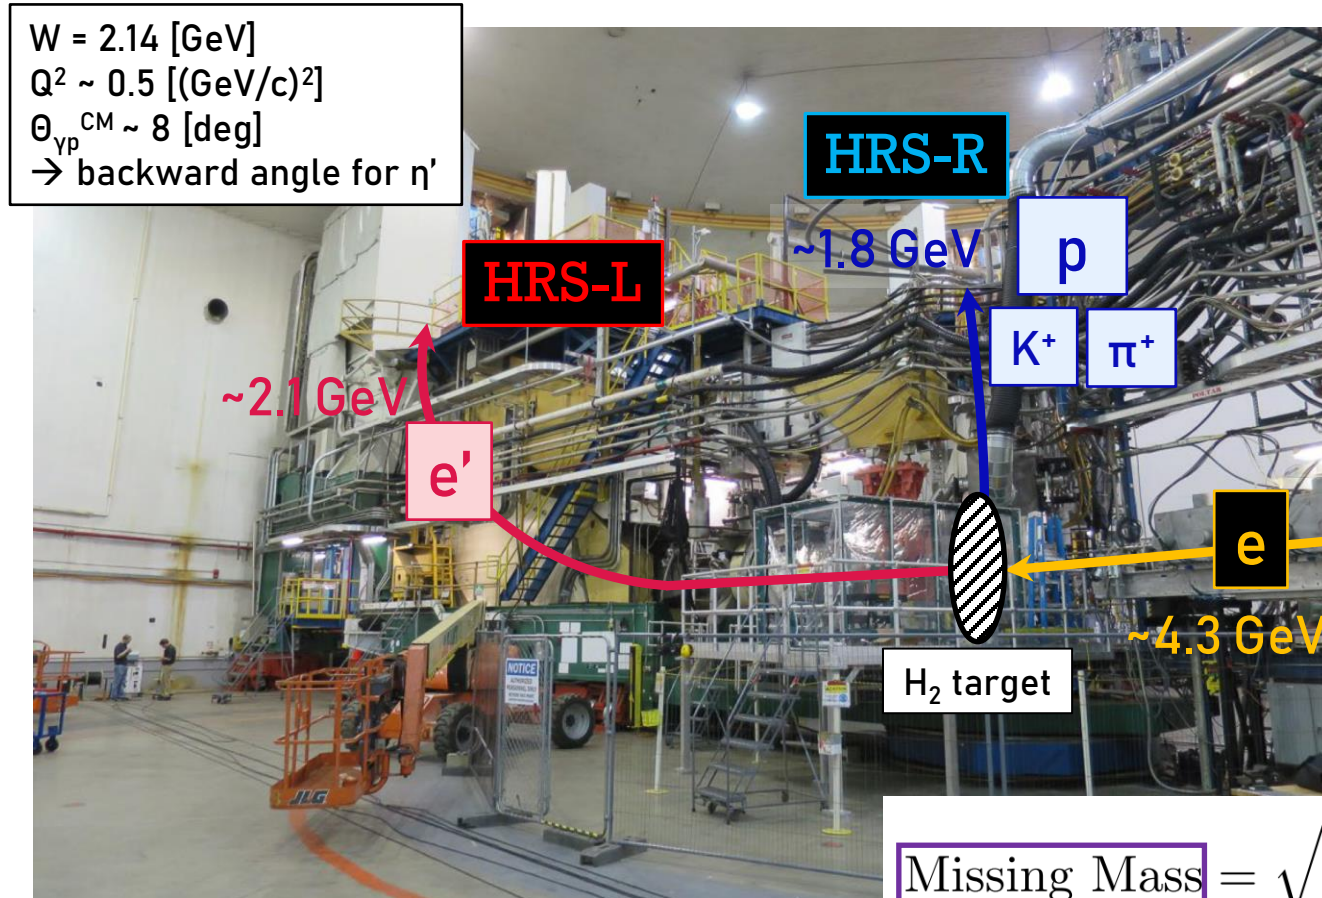 W = 2.14 [GeV]
Q² ~ 0.5 [(GeV/c)²]
Θγp^CM ~ 8 [deg]
→ backward angle for η'
HRS-R
~1.8 GeV
p
HRS-L
K⁺ π⁺
~2.1 GeV
e'
e
~4.3 GeV
H₂ target
NOTICE
JLG
Missing Mass = √